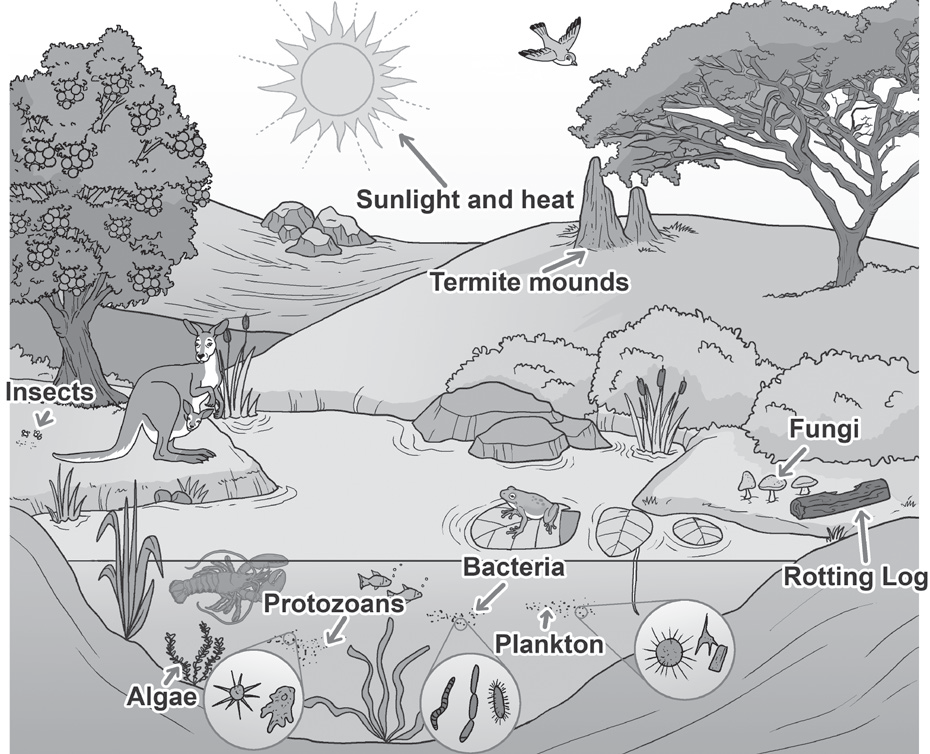 Sunlight and heat
Termite mounds
Insects
Fungi
Bacteria
Rotting Log
Protozoans
Plankton
Algae